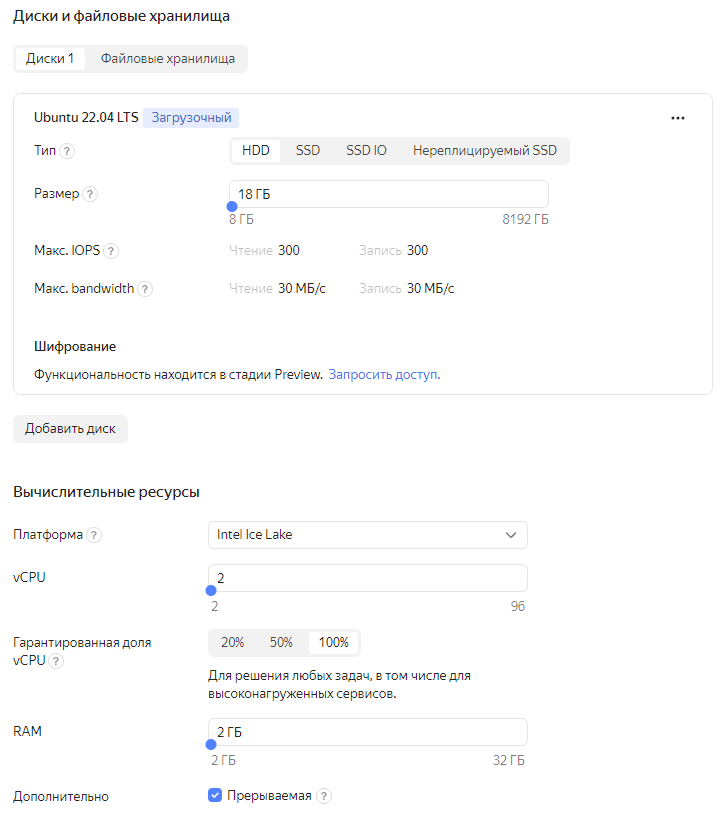 Диски и файловые хранилища
Диски 1 Файловые хранилища
Ubuntu 22.04 LTS Загрузочный
Тип ? HDD SSD SSD IO Нереплицируемый SSD
Размер ? 18 ГБ
8 ГБ 8192 ГБ
Макс. IOPS ? Чтение 300 Запись 300
Макс. bandwidth ? Чтение 30 МБ/с Запись 30 МБ/с
Шифрование
Функциональность находится в стадии Preview. Запросить доступ.
Добавить диск
Вычислительные ресурсы
Платформа ? Intel Ice Lake
vCPU 2
2 96
Гарантированная доля
vCPU ? 20% 50% 100%
Для решения любых задач, в том числе для
высоконагруженных сервисов.
RAM 2 ГБ
2 ГБ 32 ГБ
Дополнительно Прерываемая ?